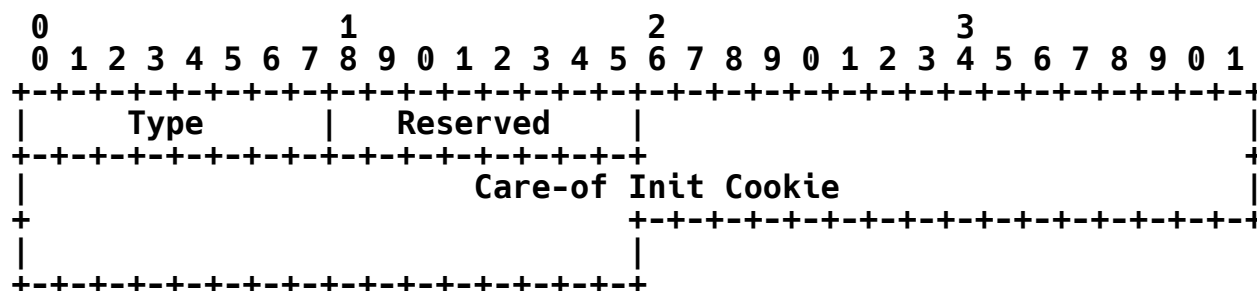 0               1               2               3
 0 1 2 3 4 5 6 7 8 9 0 1 2 3 4 5 6 7 8 9 0 1 2 3 4 5 6 7 8 9 0 1
+-+-+-+-+-+-+-+-+-+-+-+-+-+-+-+-+-+-+-+-+-+-+-+-+-+-+-+-+-+-+-+-+
|     Type      |   Reserved    |                               |
+-+-+-+-+-+-+-+-+-+-+-+-+-+-+-+-+                               +
|                       Care-of Init Cookie                     |
+                               +-+-+-+-+-+-+-+-+-+-+-+-+-+-+-+-+
|                               |
+-+-+-+-+-+-+-+-+-+-+-+-+-+-+-+-+